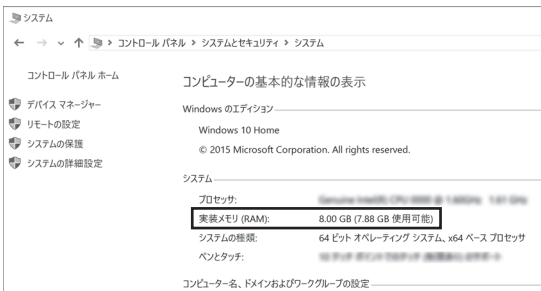 システム
← → ∨ ↑ > コントロール パネル > システムとセキュリティ > システム
コントロール パネル ホーム
デバイス マネージャー
リモートの設定
システムの保護
システムの詳細設定
コンピューターの基本的な情報の表示
Windows のエディション
Windows 10 Home
© 2015 Microsoft Corporation. All rights reserved.
システム
プロセッサ:
実装メモリ (RAM): 8.00 GB (7.88 GB 使用可能)
システムの種類: 64 ビット オペレーティング システム、x64 ベース プロセッサ
ペンとタッチ:
コンピューター名、ドメインおよびワークグループの設定